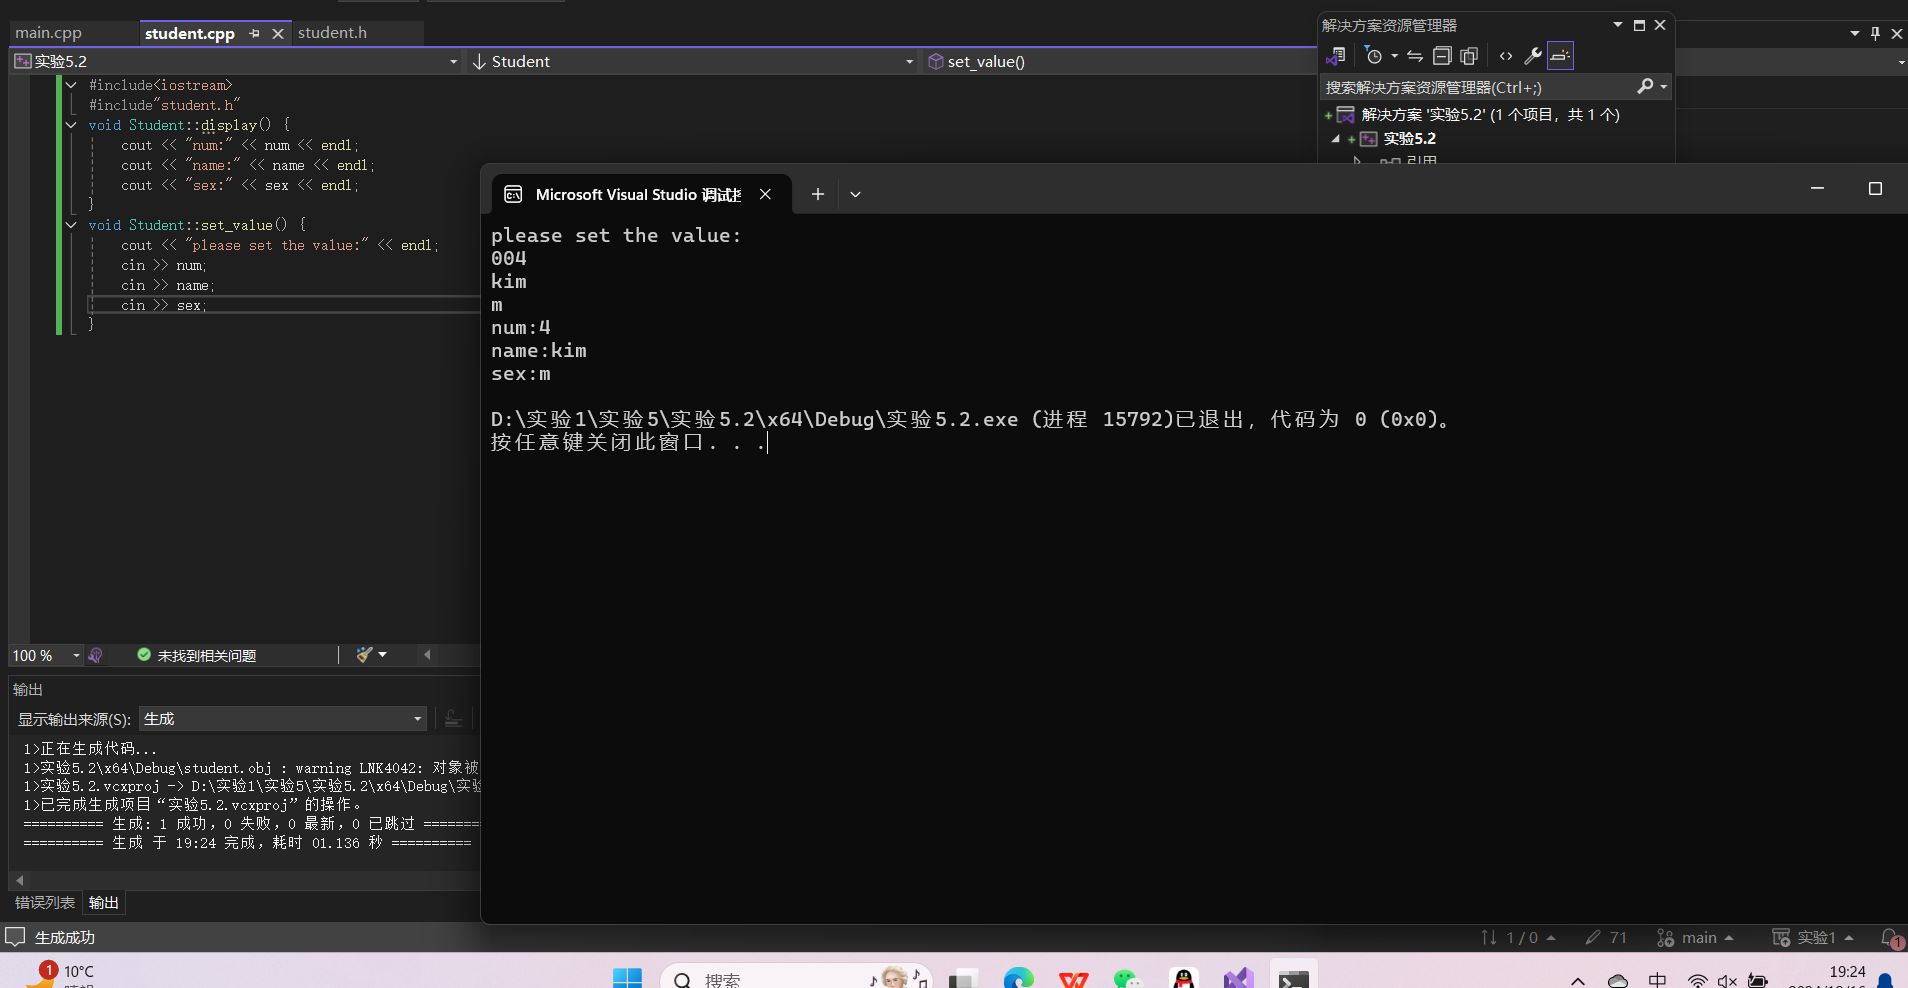 main.cpp
student.cpp
student.h
实验5.2
Student
set_value()
#include<iostream>
#include"student.h"
void Student::display() {
cout << "num:" << num << endl;
cout << "name:" << name << endl;
cout << "sex:" << sex << endl;
}
void Student::set_value() {
cout << "please set the value:" << endl;
cin >> num;
cin >> name;
cin >> sex;
}
100 %
未找到相关问题
输出
显示输出来源(S):
生成
1>正在生成代码...
1>实验5.2\x64\Debug\student.obj : warning LNK4042: 对象被
1>实验5.2.vcxproj -> D:\实验1\实验5\实验5.2\x64\Debug\实验
1>已完成生成项目“实验5.2.vcxproj”的操作。
========== 生成: 1 成功，0 失败，0 最新，0 已跳过 ========
========== 生成 于 19:24 完成，耗时 01.136 秒 ==========
错误列表
输出
生成成功
解决方案资源管理器
搜索解决方案资源管理器(Ctrl+;)
解决方案 '实验5.2' (1 个项目，共 1 个)
实验5.2
引用
Microsoft Visual Studio 调试控
please set the value:
004
kim
m
num:4
name:kim
sex:m
D:\实验1\实验5\实验5.2\x64\Debug\实验5.2.exe (进程 15792)已退出，代码为 0 (0x0)。
按任意键关闭此窗口. . .
1 / 0
71
main
实验1
1
1
10°C
搜索
中
19:24